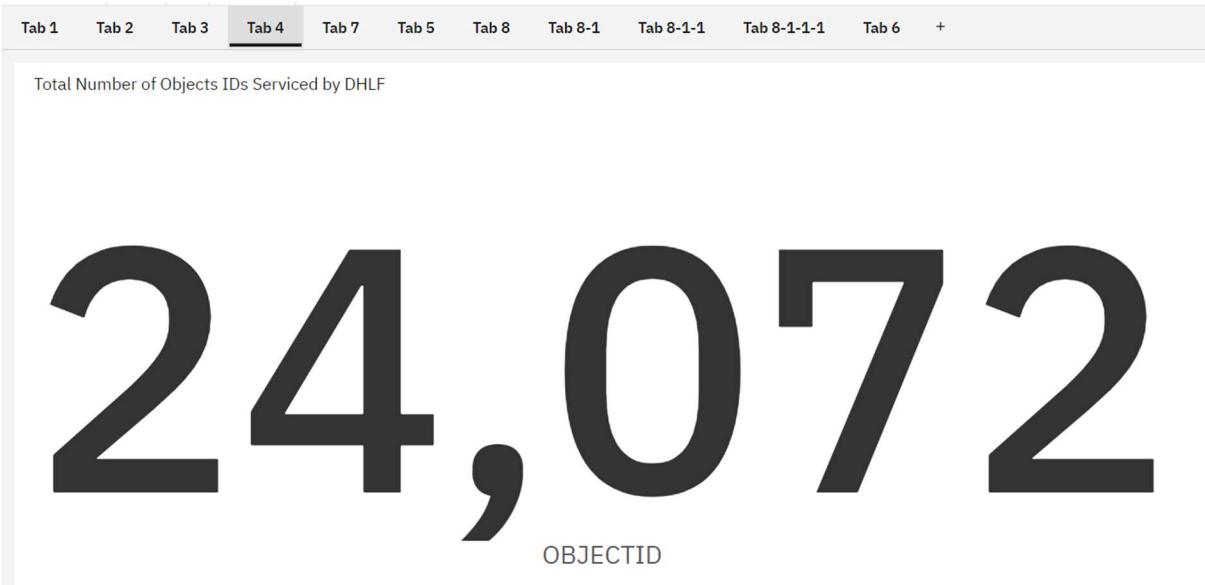 Tab 1 Tab 2 Tab 3 Tab 4 Tab 7 Tab 5 Tab 8 Tab 8-1 Tab 8-1-1 Tab 8-1-1-1 Tab 6 +
Total Number of Objects IDs Serviced by DHLF
24,072
OBJECTID